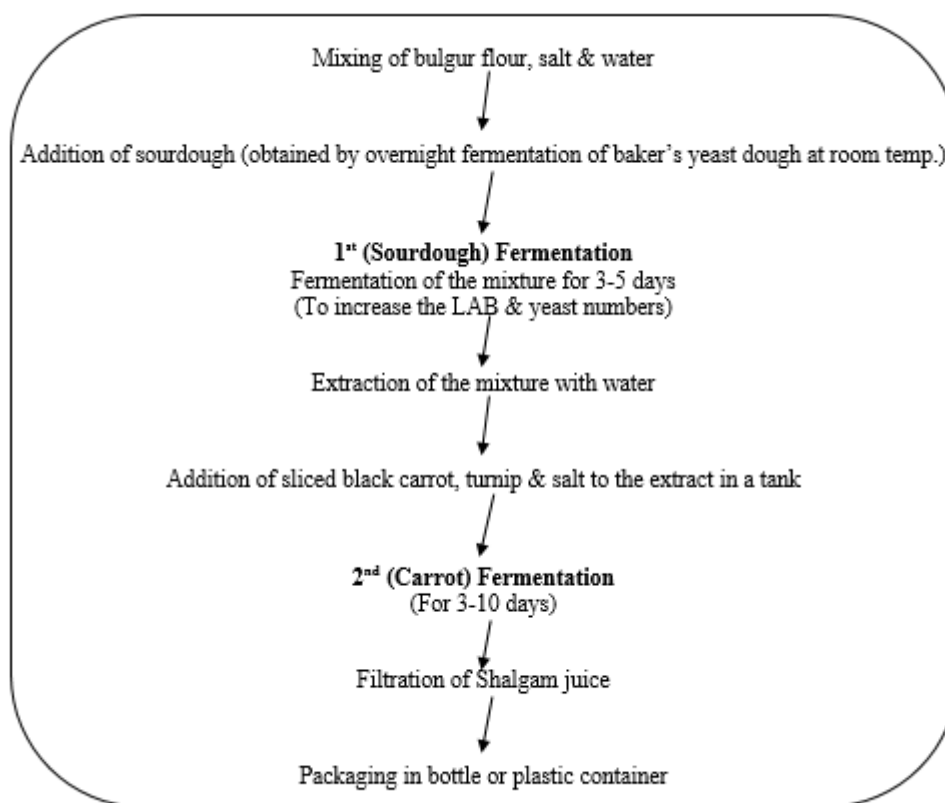 Mixing of bulgur flour, salt & water
Addition of sourdough (obtained by overnight fermentation of baker's yeast dough at room temp.)
1st (Sourdough) Fermentation
Fermentation of the mixture for 3-5 days
(To increase the LAB & yeast numbers)
Extraction of the mixture with water
Addition of sliced black carrot, turnip & salt to the extract in a tank
2nd (Carrot) Fermentation
(For 3-10 days)
Filtration of Shalgam juice
Packaging in bottle or plastic container